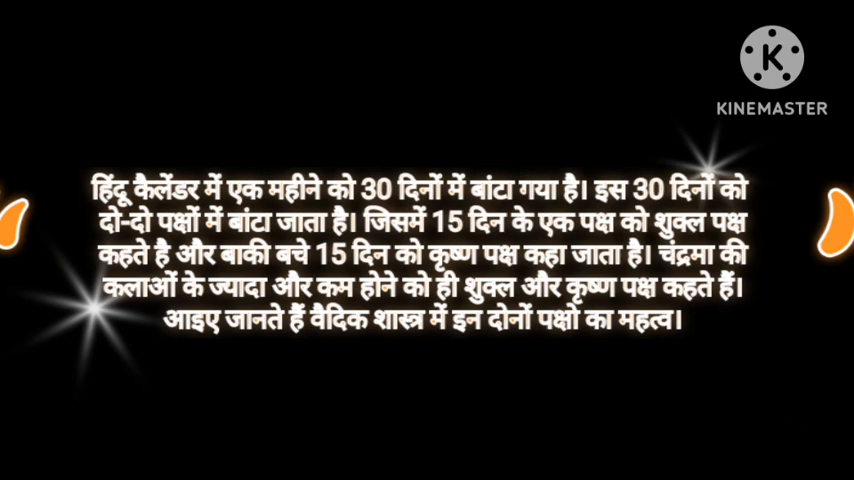 KINEMASTER
हिंदू कैलेंडर में एक महीने को 30 दिनों में बांटा गया है। इस 30 दिनों को
दो-दो पक्षों में बांटा जाता है। जिसमें 15 दिन के एक पक्ष को शुक्ल पक्ष
कहते है और बाकी बचे 15 दिन को कृष्ण पक्ष कहा जाता है। चंद्रमा की
कलाओं के ज्यादा और कम होने को ही शुक्ल और कृष्ण पक्ष कहते हैं।
आइए जानते हैं वैदिक शास्त्र में इन दोनों पक्षो का महत्व।